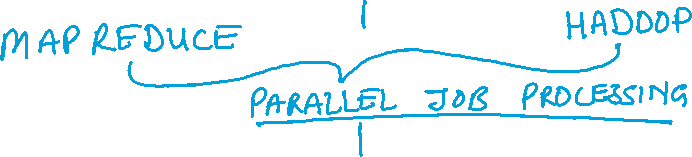 MAP REDUCE HADOOP
PARALLEL JOB PROCESSING